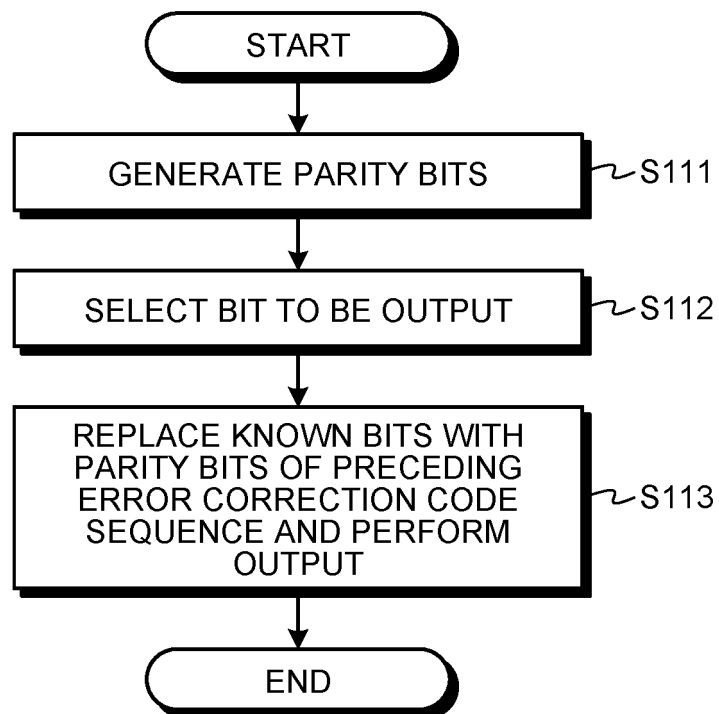 START
GENERATE PARITY BITS
S111
SELECT BIT TO BE OUTPUT
S112
REPLACE KNOWN BITS WITH
PARITY BITS OF PRECEDING
ERROR CORRECTION CODE
SEQUENCE AND PERFORM
OUTPUT
S113
END